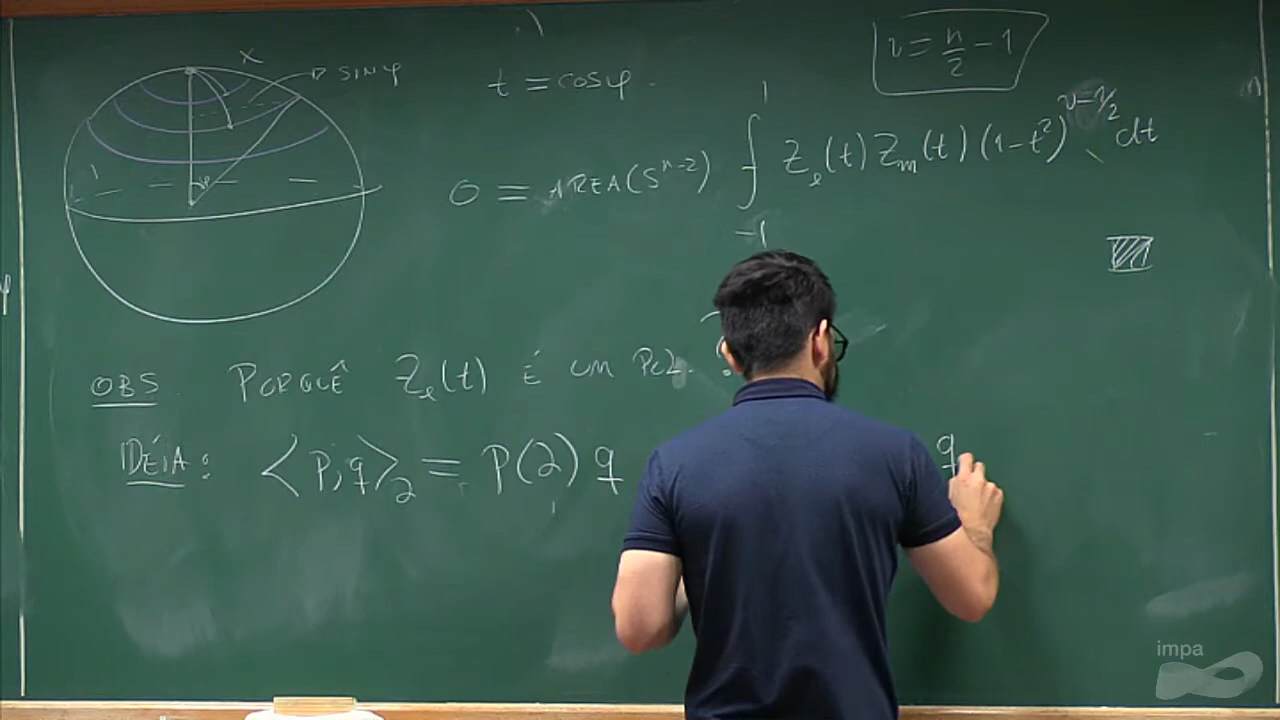 x
SIN φ
t = cos φ.
ν = n/2 - 1
1
φ
0 = AREA(S^{n-2}) ∫_{-1}^{1} Z_ℓ(t) Z_m(t) (1-t²)^{ν-1/2} dt
OBS PORQUÊ Z_ℓ(t) É UM POL. ?
IDÉIA: ⟨p,q⟩₂ = p(∂) q
q
impa